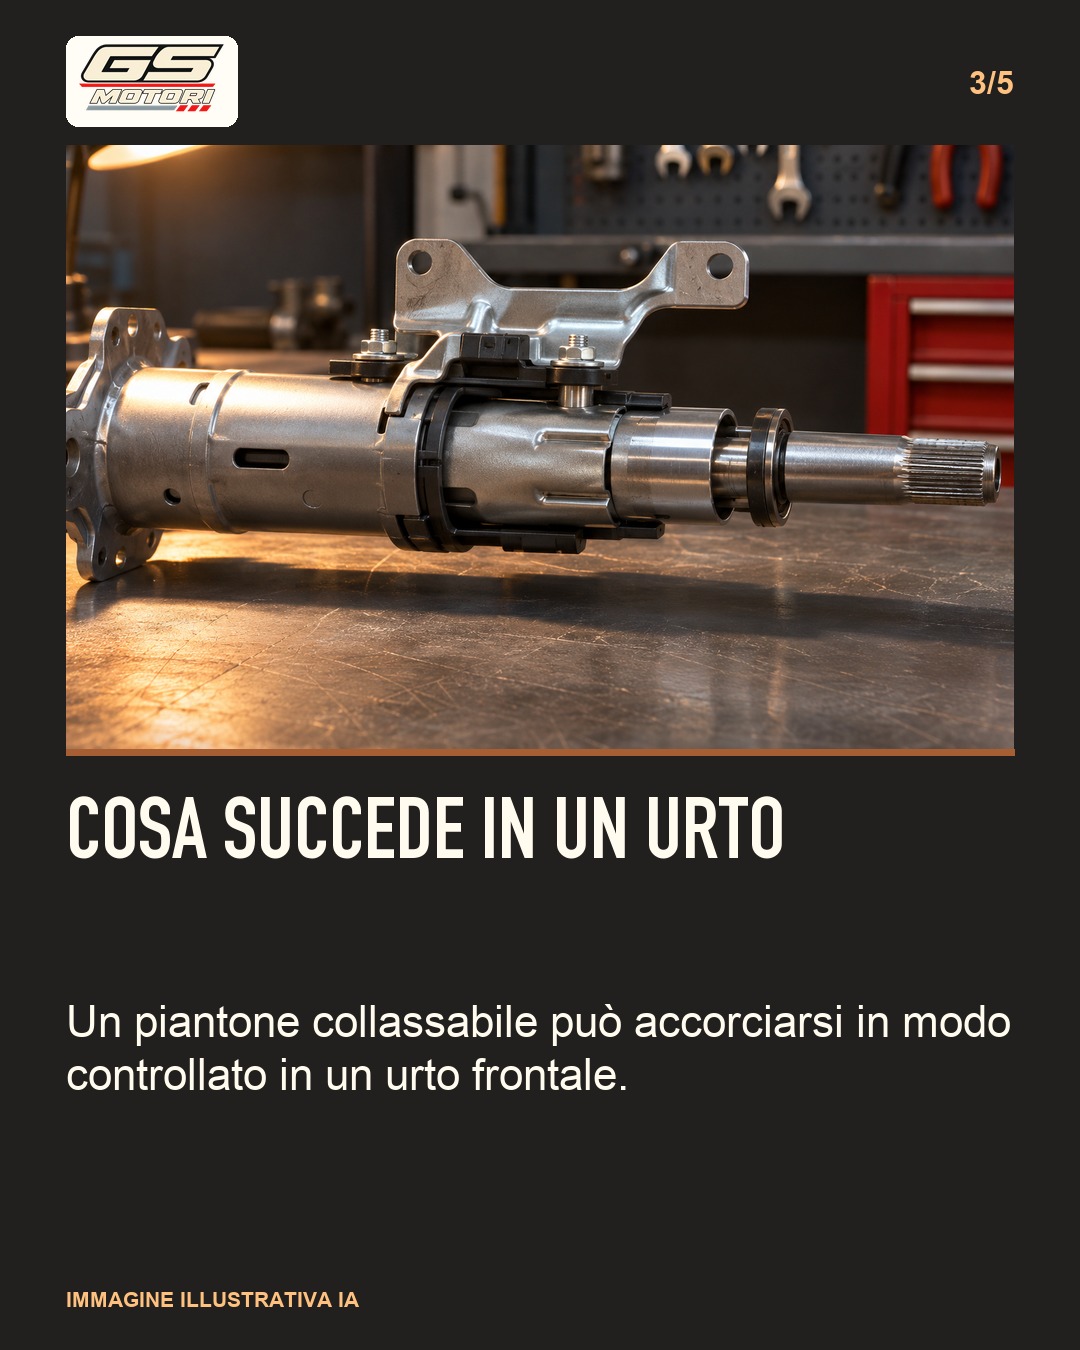 GS
MOTORI
3/5
COSA SUCCEDE IN UN URTO
Un piantone collassabile può accorciarsi in modo
controllato in un urto frontale.
IMMAGINE ILLUSTRATIVA IA